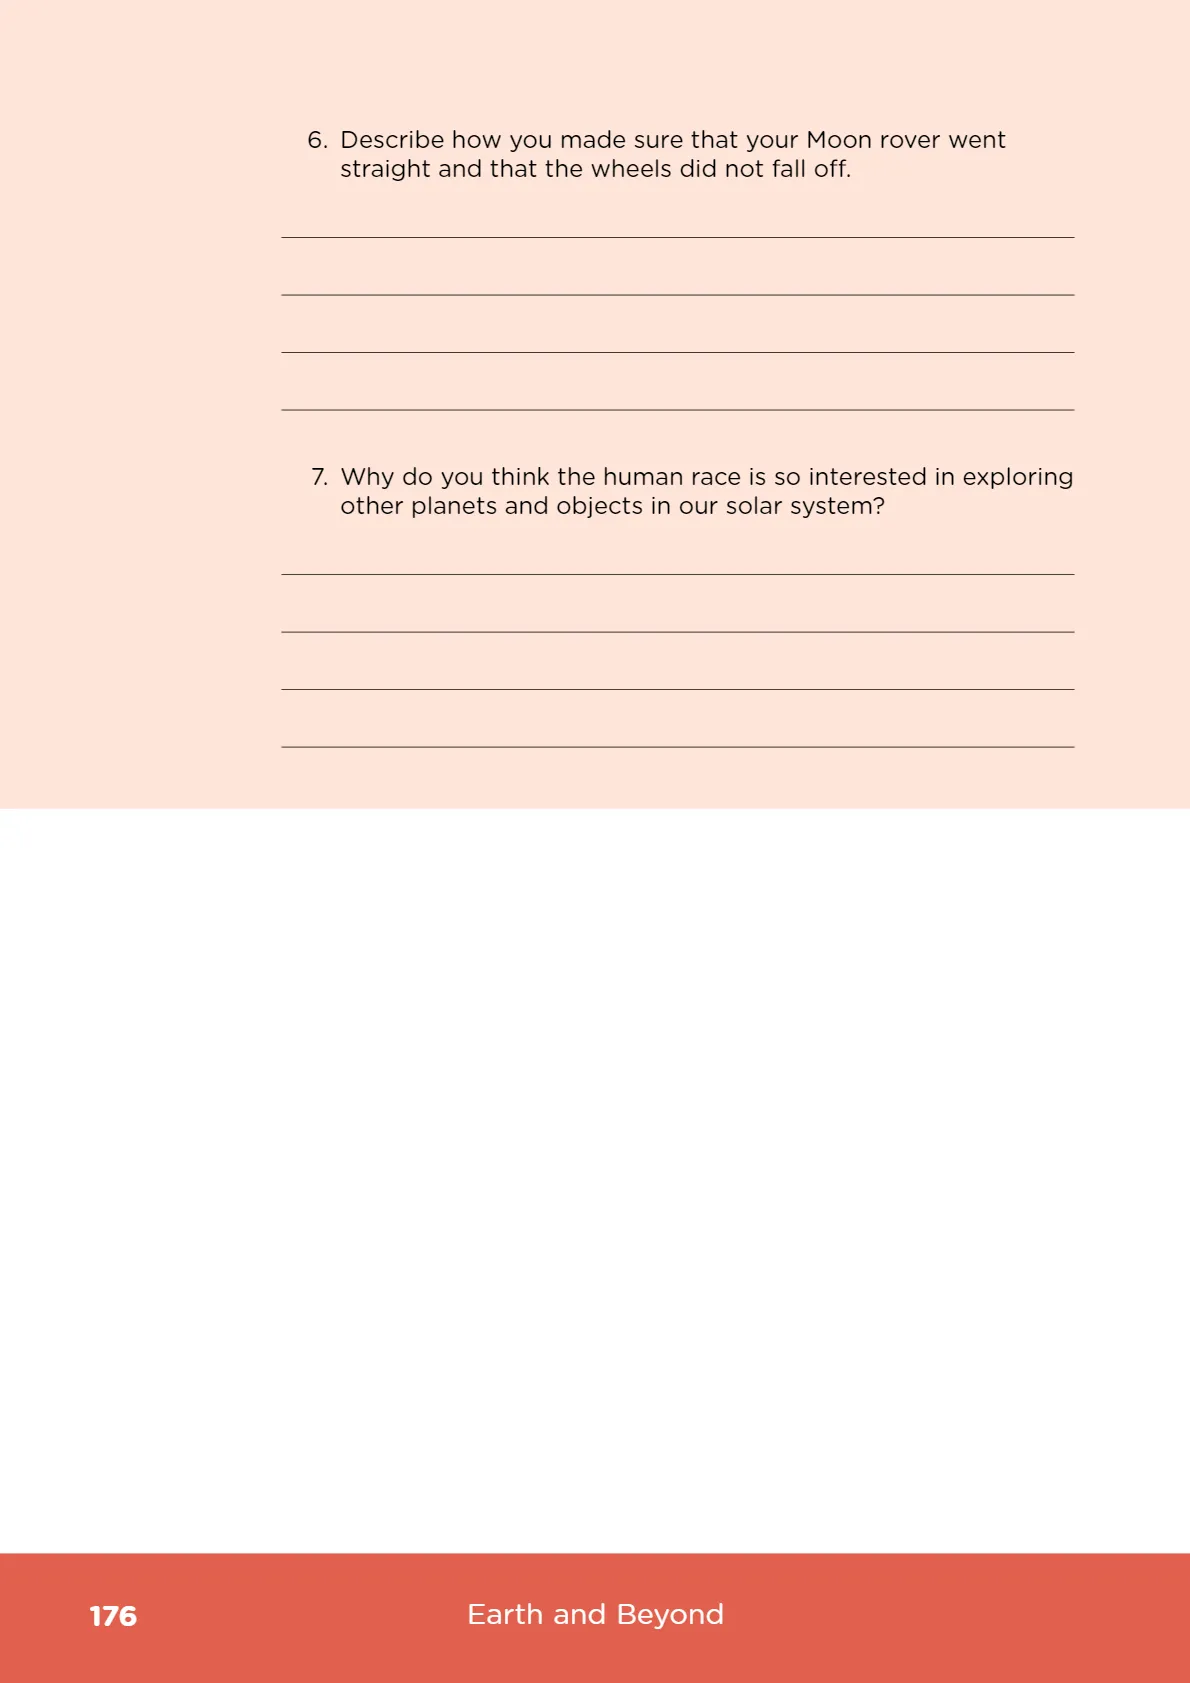 6. Describe how you made sure that your Moon rover went
straight and that the wheels did not fall off.
7. Why do you think the human race is so interested in exploring
other planets and objects in our solar system?
176
Earth and Beyond